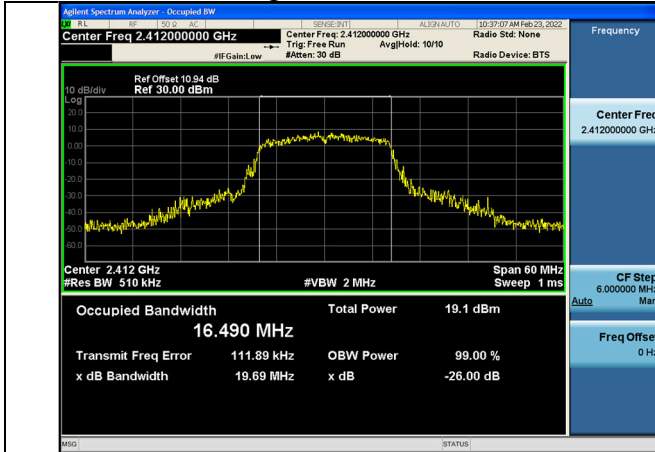 Agilent Spectrum Analyzer - Occupied BW
RL RF 50 Ω AC SENSE:INT ALIGN AUTO 10:37:07 AM Feb 23, 2022
Center Freq 2.412000000 GHz
Center Freq: 2.412000000 GHz
Radio Std: None
Trig: Free Run Avg|Hold: 10/10
#IFGain:Low #Atten: 30 dB Radio Device: BTS
Frequency
Ref Offset 10.94 dB
10 dB/div Ref 30.00 dBm
Log
20.0
10.0
0.00
-10.0
-20.0
-30.0
-40.0
-50.0
-60.0
Center 2.412 GHz Span 60 MHz
#Res BW 510 kHz #VBW 2 MHz Sweep 1 ms
Occupied Bandwidth Total Power 19.1 dBm
16.490 MHz
Transmit Freq Error 111.89 kHz OBW Power 99.00 %
x dB Bandwidth 19.69 MHz x dB -26.00 dB
Center Freq
2.412000000 GHz
CF Step
6.000000 MHz
Auto Man
Freq Offset
0 Hz
MSG STATUS